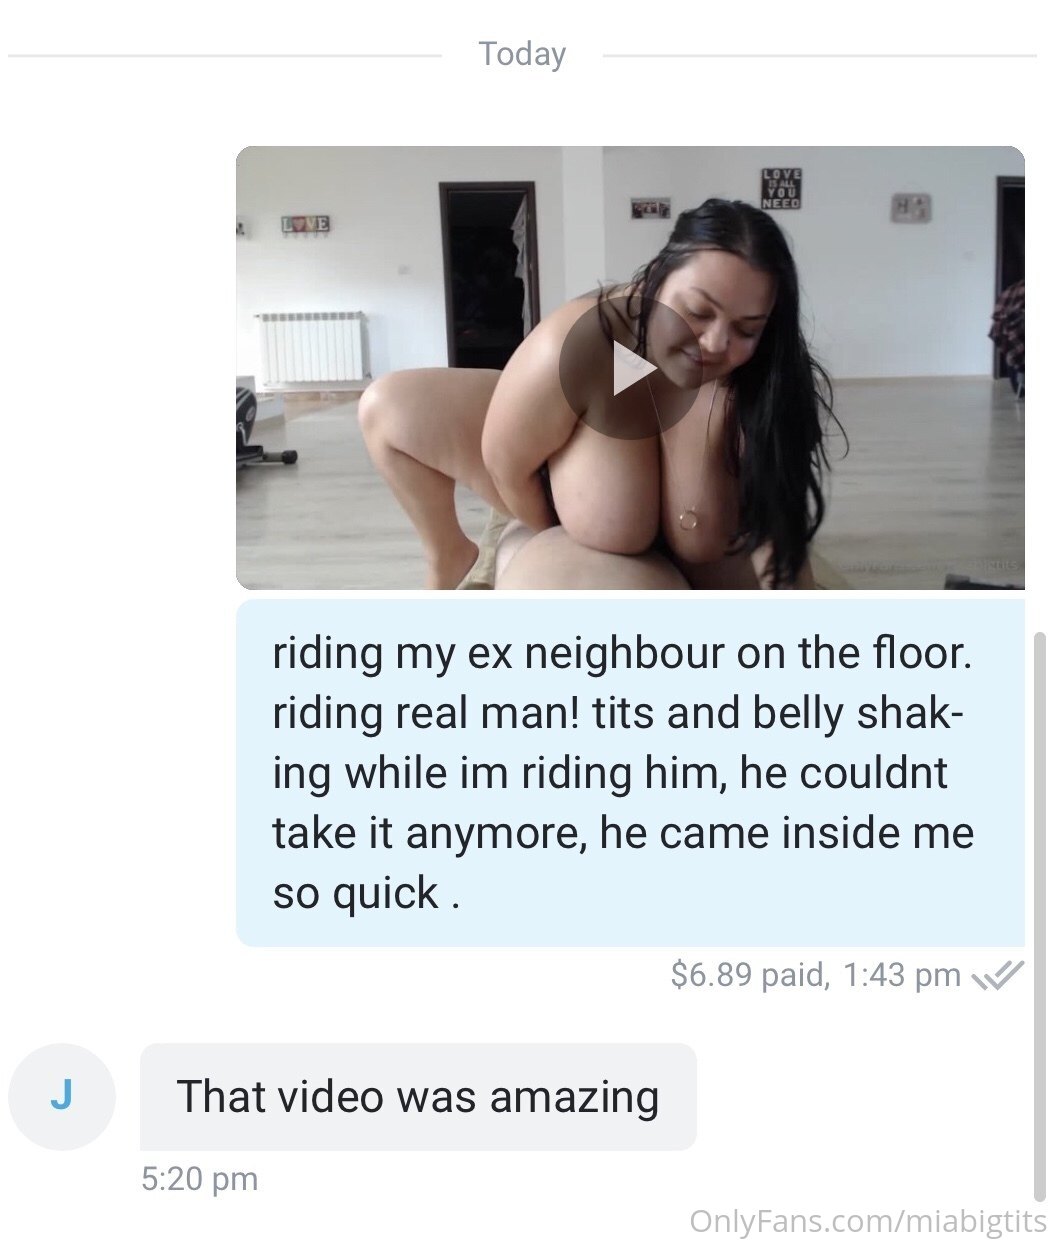 Today
LOVE
LOVE
IS ALL
YOU
NEED
riding my ex neighbour on the floor.
riding real man! tits and belly shak-
ing while im riding him, he couldnt
take it anymore, he came inside me
so quick .
$6.89 paid, 1:43 pm
J
That video was amazing
5:20 pm
OnlyFans.com/miabigtits